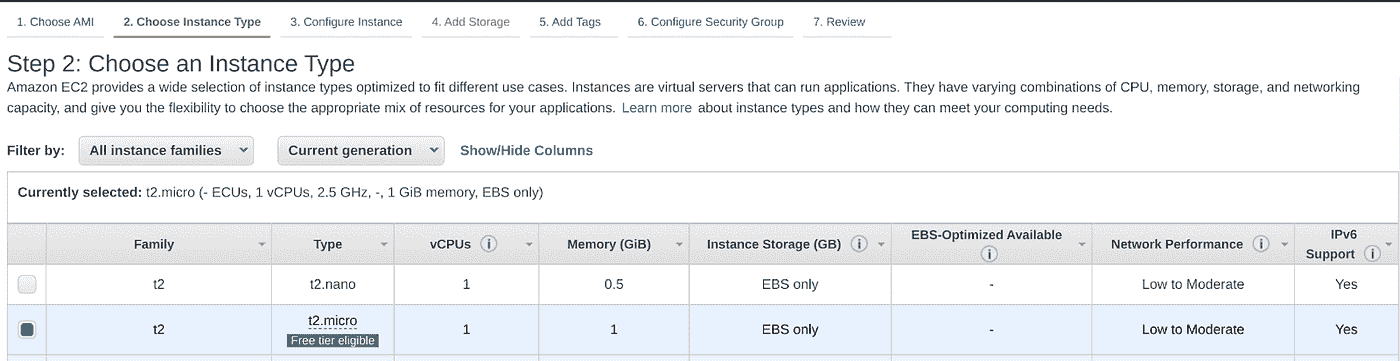 1. Choose AMI 2. Choose Instance Type 3. Configure Instance 4. Add Storage 5. Add Tags 6. Configure Security Group 7. Review
Step 2: Choose an Instance Type
Amazon EC2 provides a wide selection of instance types optimized to fit different use cases. Instances are virtual servers that can run applications. They have varying combinations of CPU, memory, storage, and networking
capacity, and give you the flexibility to choose the appropriate mix of resources for your applications. Learn more about instance types and how they can meet your computing needs.
Filter by: All instance families Current generation Show/Hide Columns
Currently selected: t2.micro (- ECUs, 1 vCPUs, 2.5 GHz, -, 1 GiB memory, EBS only)
Family Type vCPUs i Memory (GiB) Instance Storage (GB) i EBS-Optimized Available i Network Performance i IPv6 Support i
t2 t2.nano 1 0.5 EBS only - Low to Moderate Yes
t2 t2.micro 1 1 EBS only - Low to Moderate Yes
Free tier eligible